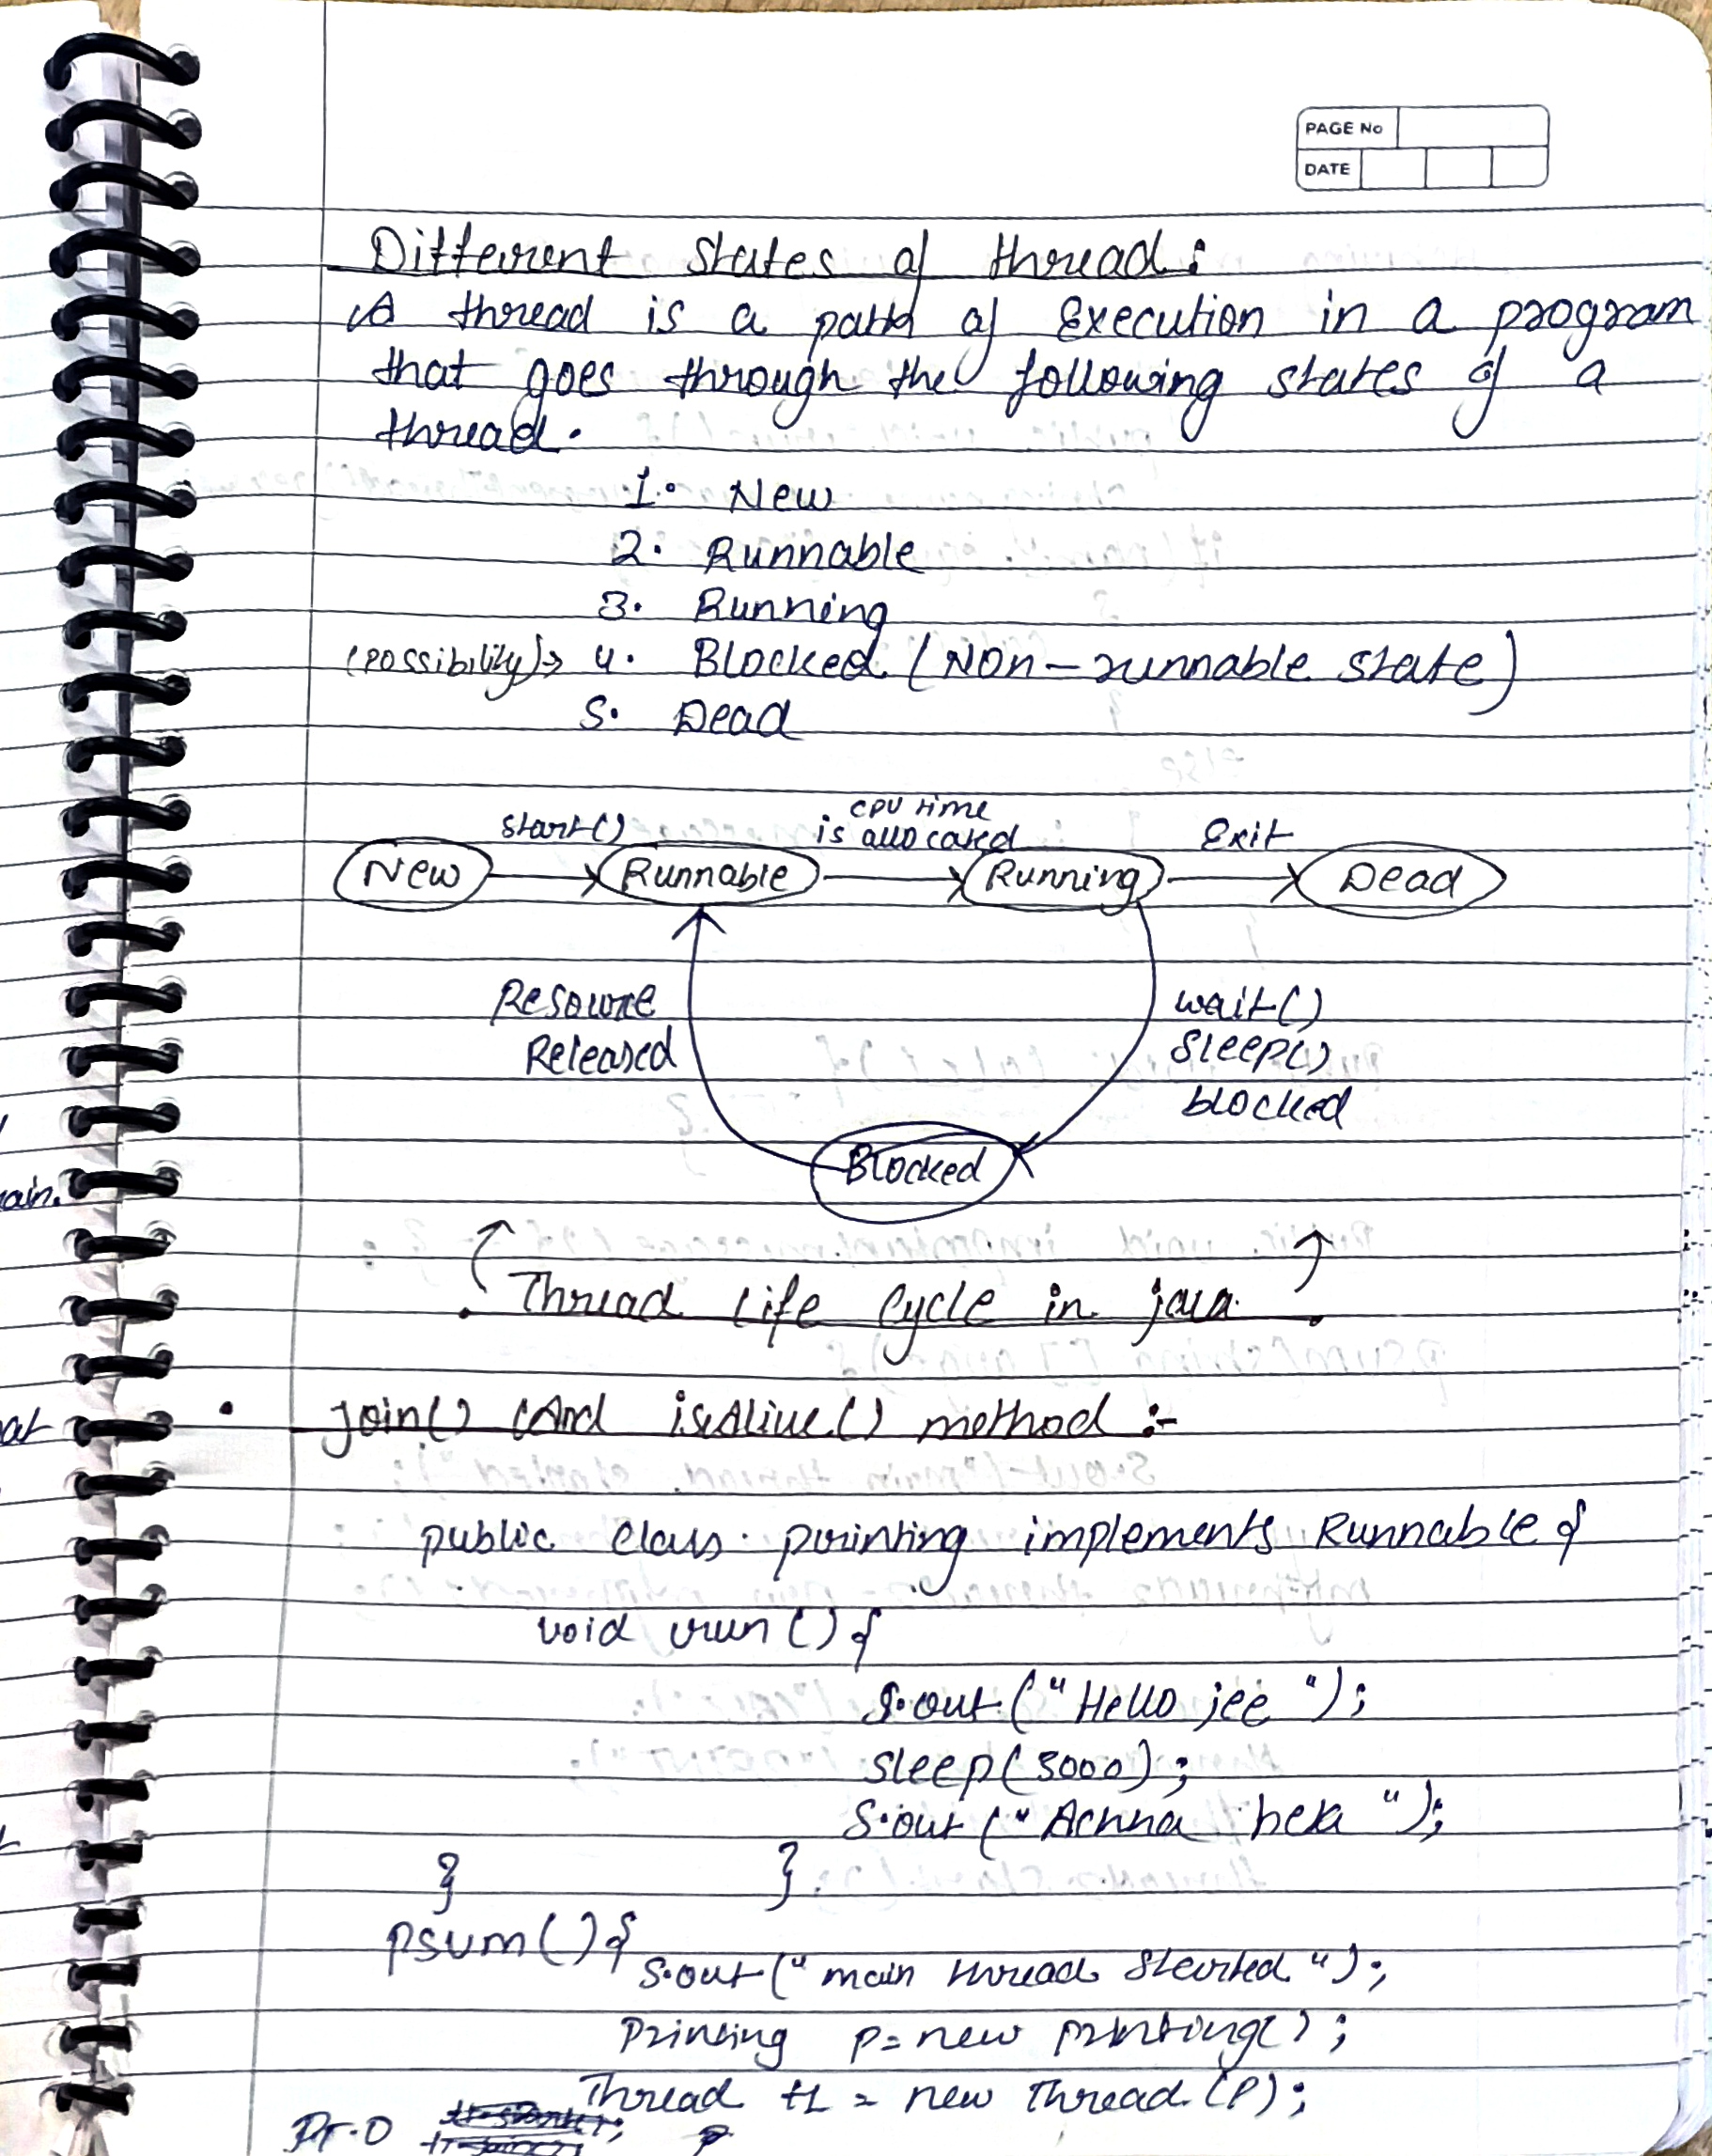 PAGE No
DATE
Different States of thread:
A thread is a path of Execution in a program
that goes through the following states of a
thread.
1. New
2. Runnable
3. Running
(possibility)→ 4. Blocked (NON-runnable state)
5. Dead
start()
CPU time
is allocated
Exit
New
Runnable
Running
Dead
Resource
Released
wait()
Sleep()
blocked
Blocked
ain.
Thread Life Cycle in java.
at
• join() And isAlive() method :-
public class printing implements Runnable {
void run () {
S.out (" Hello jee ");
sleep(3000);
S.out (" Achha beta ");
} }
psum(){
S.out (" main thread Started ");
Printing p= new printing();
Thread t1 = new Thread (P);
PT.O